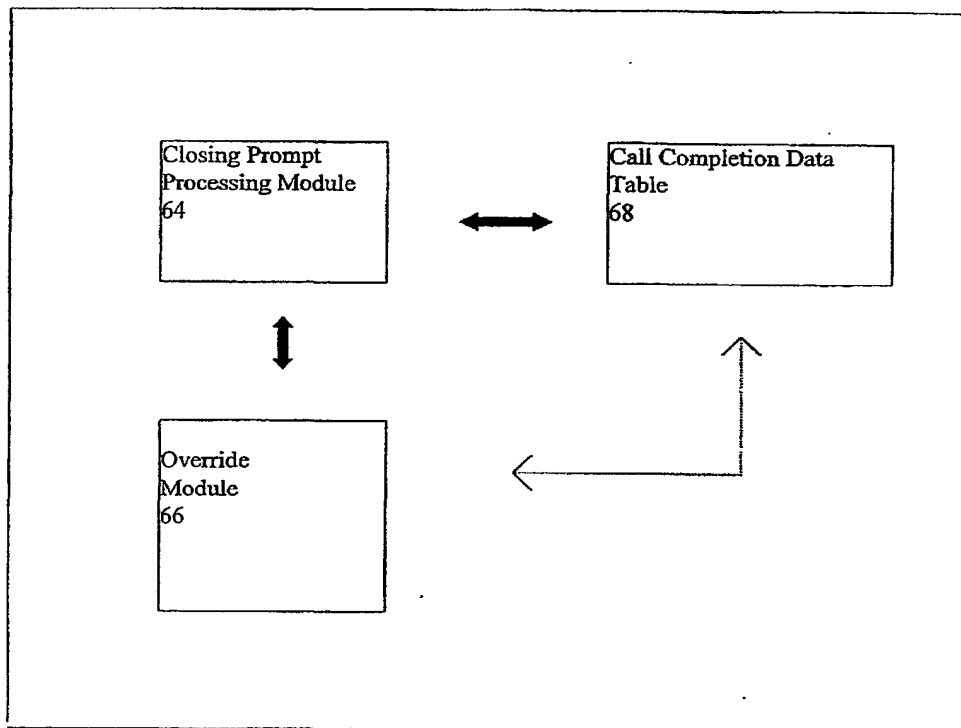 Closing Prompt
Processing Module
64
Call Completion Data
Table
68
Override
Module
66